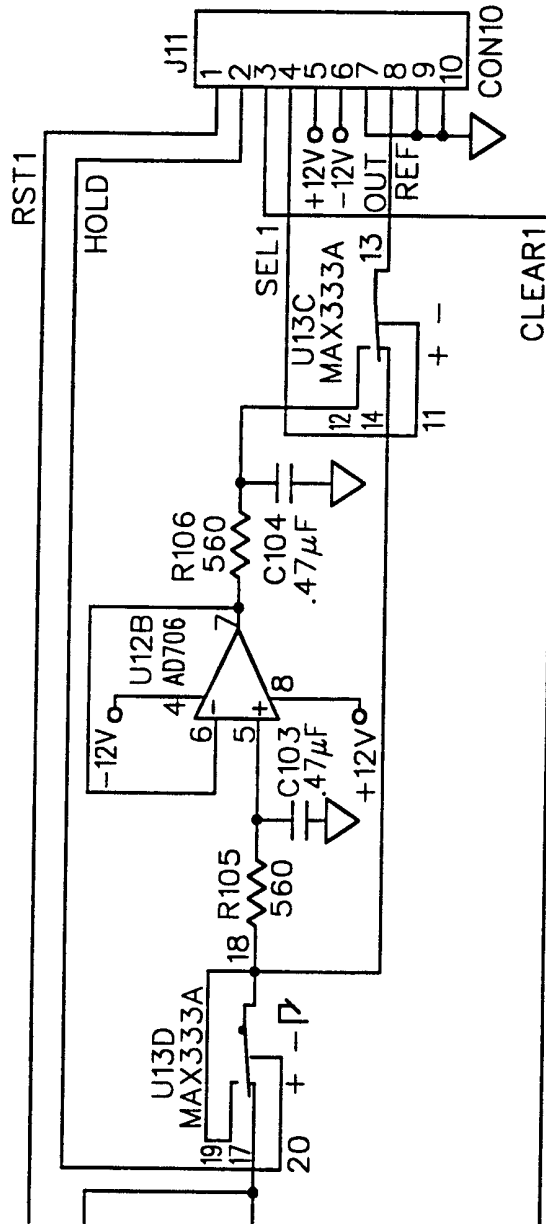 RST1
HOLD
J11
1
2
3
4
5
6
7
8
9
10
CON10
SEL1
+12V
-12V
OUT
REF
CLEAR1
U13C
MAX333A
13
12
14
11
+ -
R106
560
C104
.47μF
U12B
AD706
-12V
4
6
-
7
5
+
8
+12V
C103
.47μF
R105
560
18
U13D
MAX333A
19
17
20
+ -